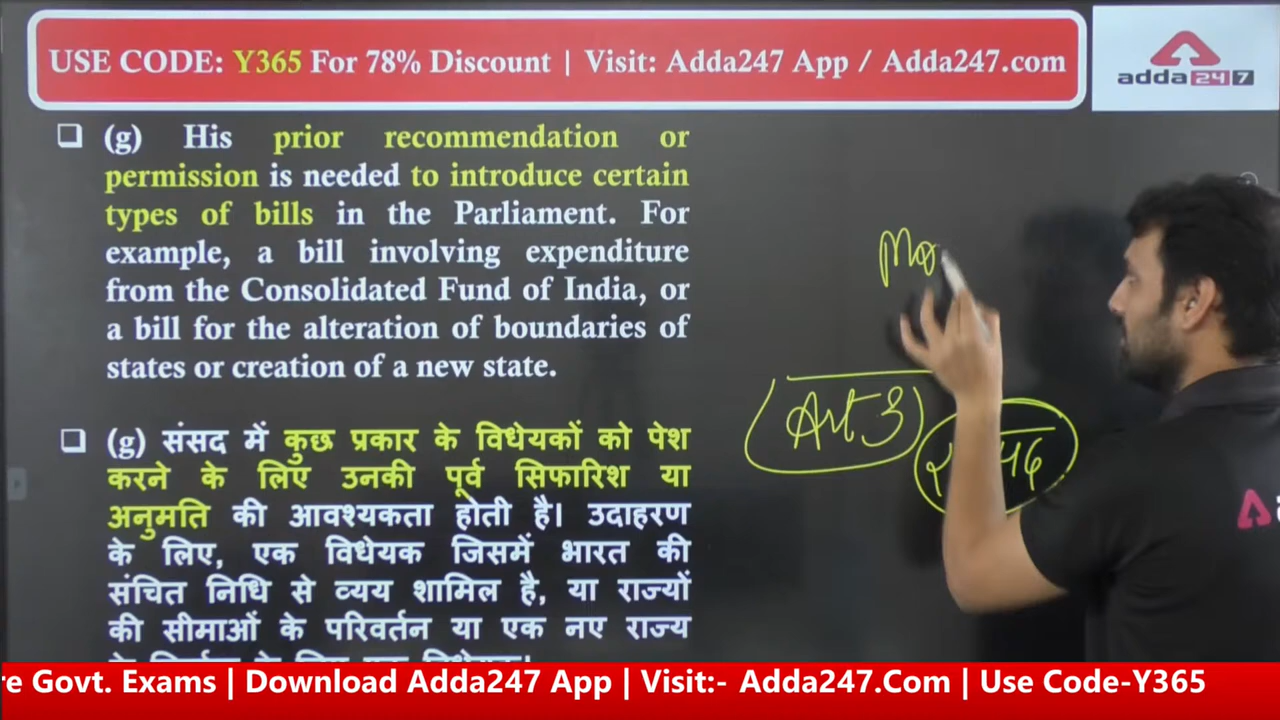 USE CODE: Y365 For 78% Discount | Visit: Adda247 App / Adda247.com
adda247
(g) His prior recommendation or
permission is needed to introduce certain
types of bills in the Parliament. For
example, a bill involving expenditure
from the Consolidated Fund of India, or
a bill for the alteration of boundaries of
states or creation of a new state.
Mo
Art 3
(g) संसद में कुछ प्रकार के विधेयकों को पेश
करने के लिए उनकी पूर्व सिफारिश या
अनुमति की आवश्यकता होती है। उदाहरण
के लिए, एक विधेयक जिसमें भारत की
संचित निधि से व्यय शामिल है, या राज्यों
की सीमाओं के परिवर्तन या एक नए राज्य
re Govt. Exams | Download Adda247 App | Visit:- Adda247.Com | Use Code-Y365